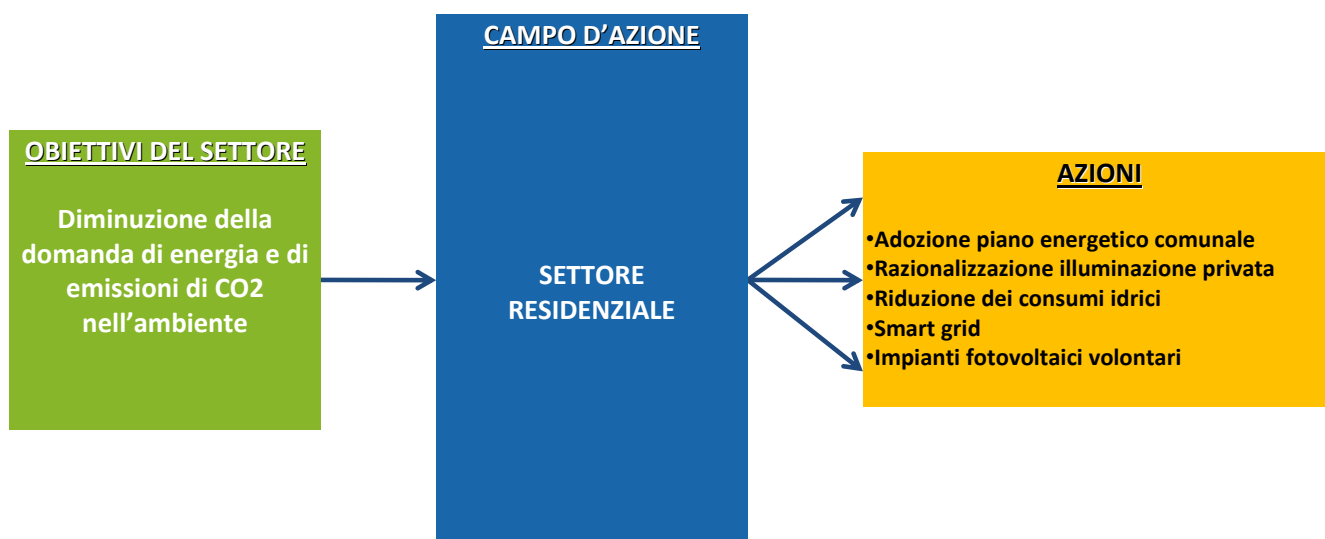 OBIETTIVI DEL SETTORE
Diminuzione della
domanda di energia e di
emissioni di CO2
nell’ambiente
CAMPO D’AZIONE
SETTORE
RESIDENZIALE
AZIONI
•Adozione piano energetico comunale
•Razionalizzazione illuminazione privata
•Riduzione dei consumi idrici
•Smart grid
•Impianti fotovoltaici volontari